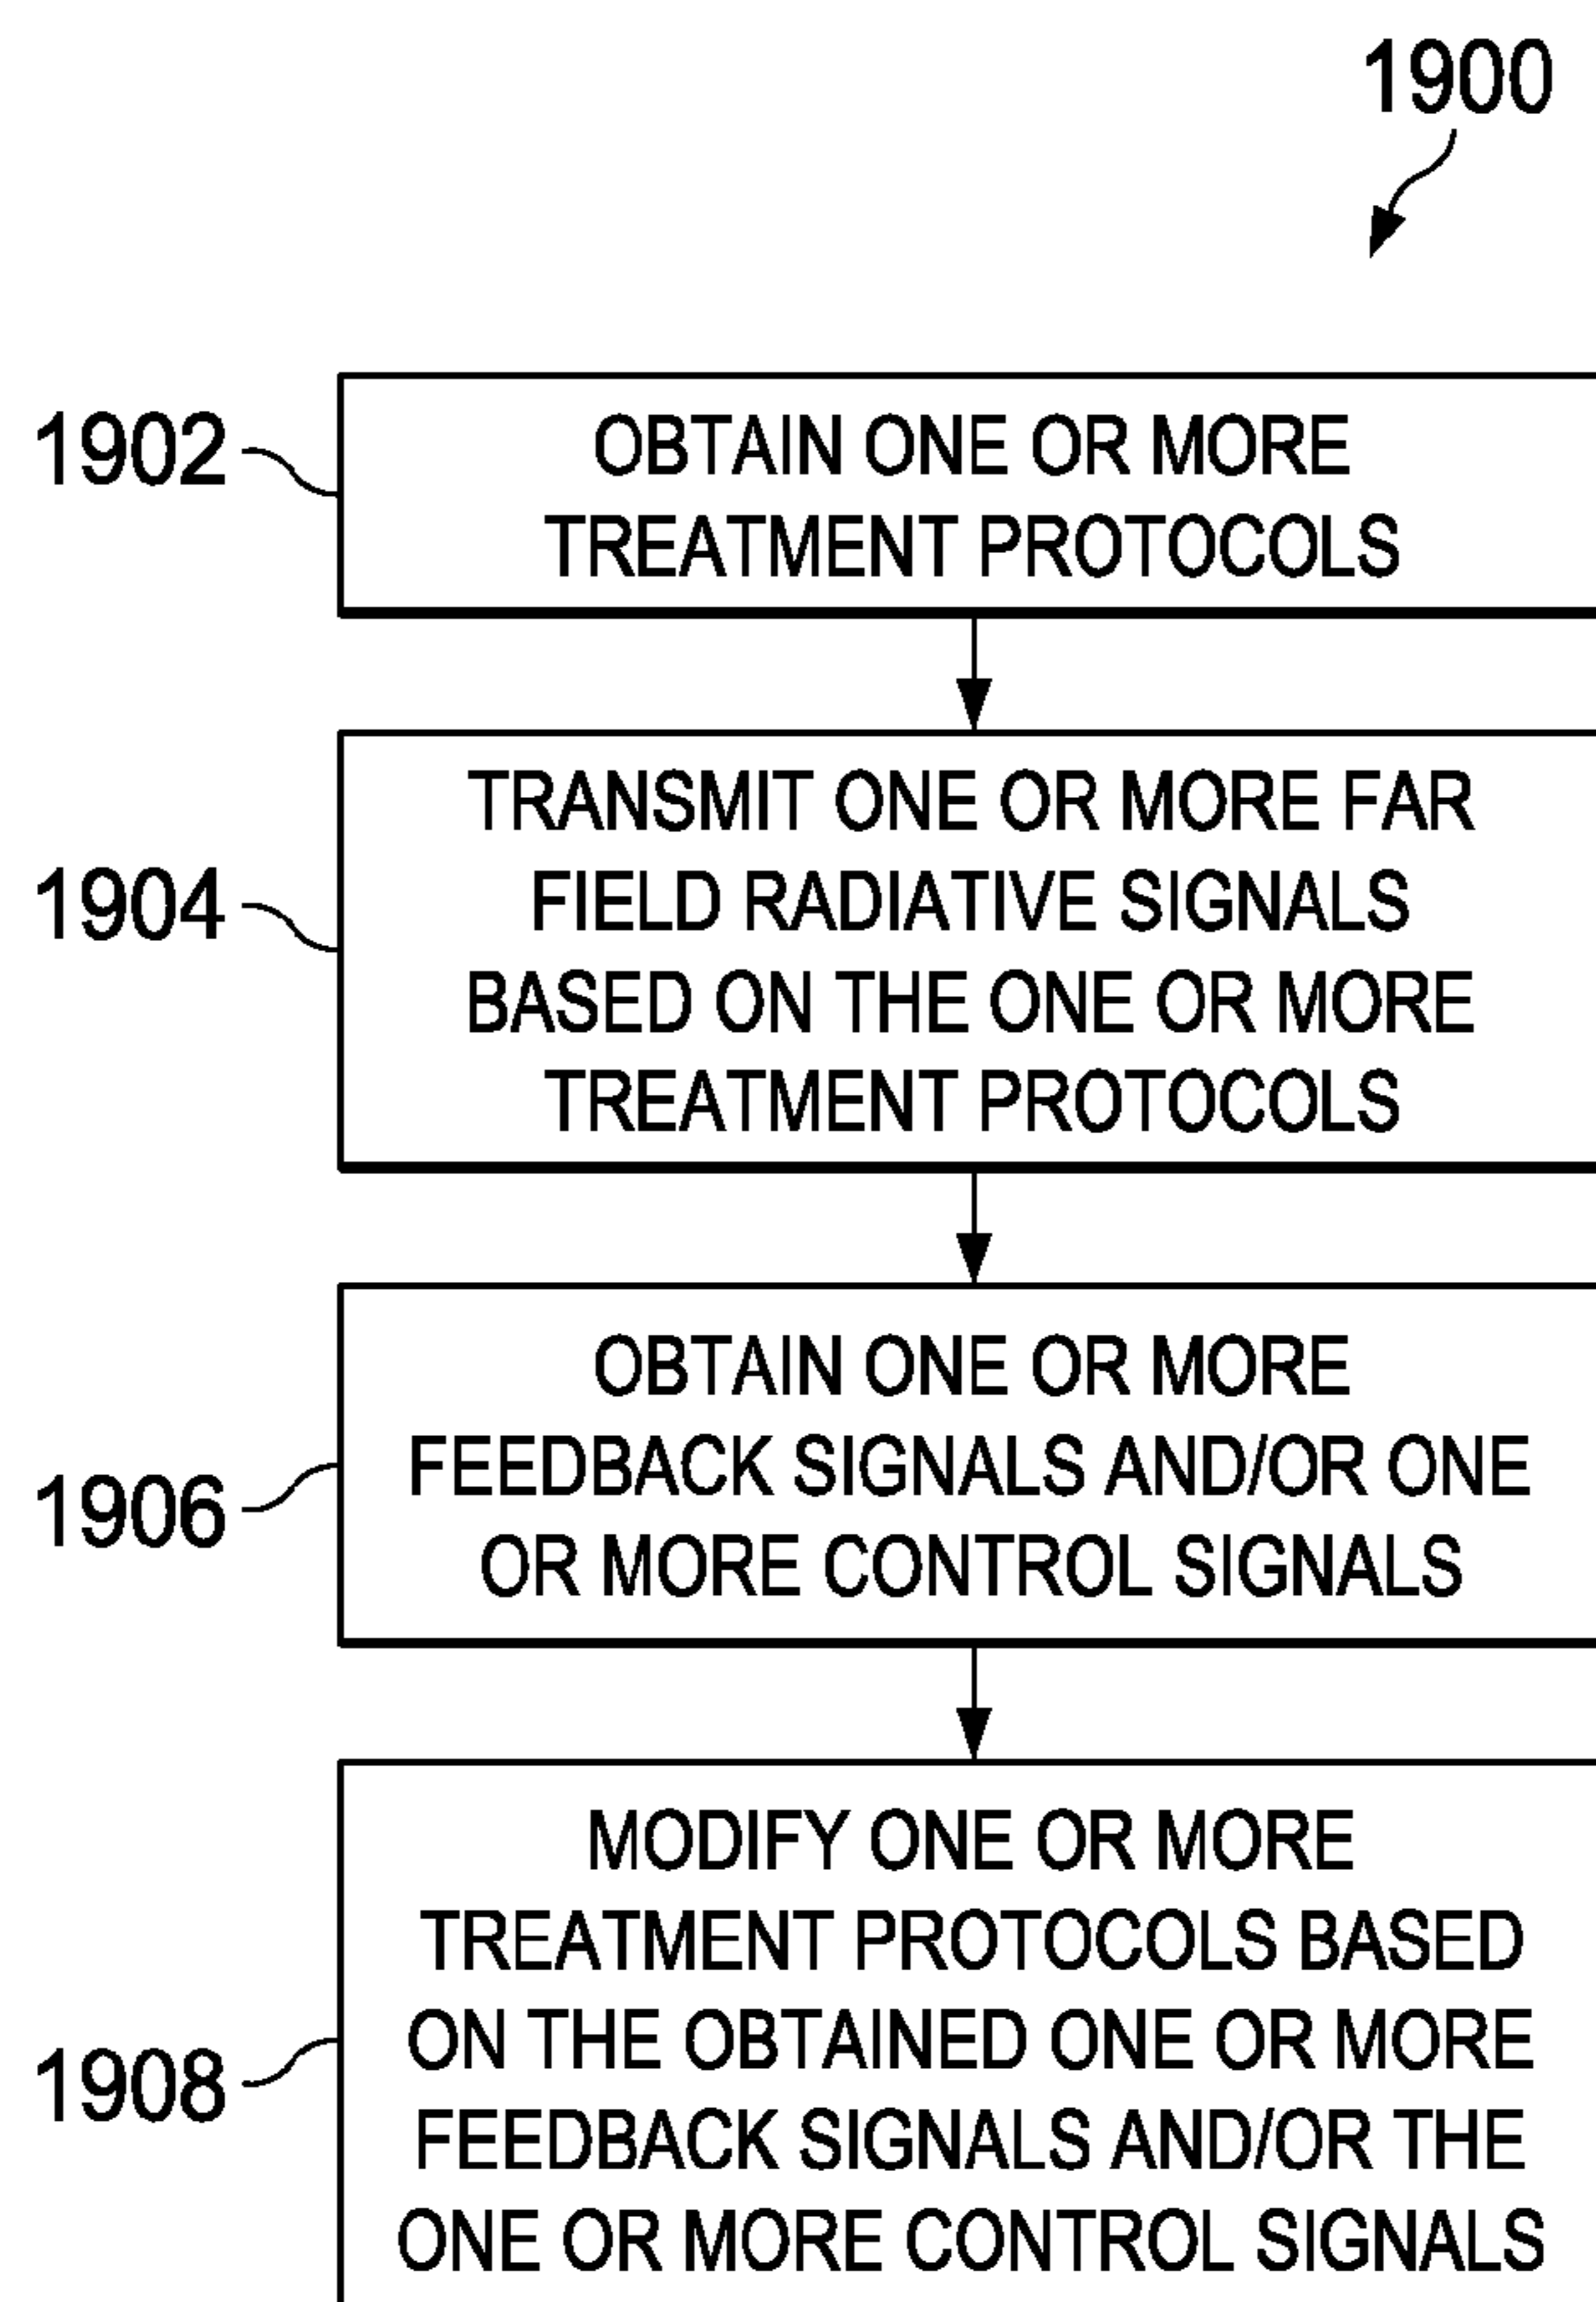 1900
1902
OBTAIN ONE OR MORE
TREATMENT PROTOCOLS
1904
TRANSMIT ONE OR MORE FAR
FIELD RADIATIVE SIGNALS
BASED ON THE ONE OR MORE
TREATMENT PROTOCOLS
1906
OBTAIN ONE OR MORE
FEEDBACK SIGNALS AND/OR ONE
OR MORE CONTROL SIGNALS
1908
MODIFY ONE OR MORE
TREATMENT PROTOCOLS BASED
ON THE OBTAINED ONE OR MORE
FEEDBACK SIGNALS AND/OR THE
ONE OR MORE CONTROL SIGNALS